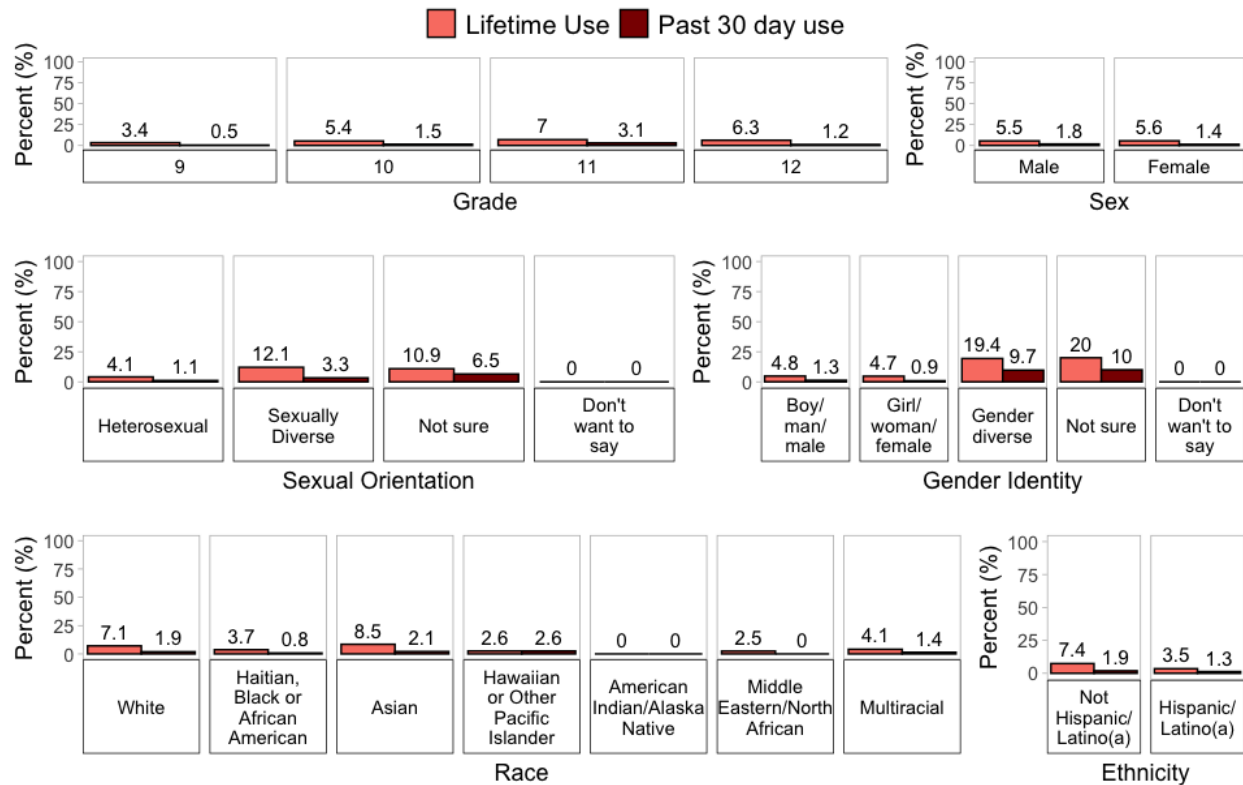 Lifetime Use Past 30 day use
Percent (%)
100
75
50
25
0
3.4 0.5
5.4 1.5
7 3.1
6.3 1.2
9
10
11
12
Grade
Percent (%)
100
75
50
25
0
5.5 1.8
5.6 1.4
Male
Female
Sex
Percent (%)
100
75
50
25
0
4.1 1.1
12.1 3.3
10.9 6.5
0 0
Heterosexual
Sexually
Diverse
Not sure
Don't
want to
say
Sexual Orientation
Percent (%)
100
75
50
25
0
4.8 1.3
4.7 0.9
19.4 9.7
20 10
0 0
Boy/
man/
male
Girl/
woman/
female
Gender
diverse
Not sure
Don't
wan't to
say
Gender Identity
Percent (%)
100
75
50
25
0
7.1 1.9
3.7 0.8
8.5 2.1
2.6 2.6
0 0
2.5 0
4.1 1.4
White
Haitian,
Black or
African
American
Asian
Hawaiian
or Other
Pacific
Islander
American
Indian/Alaska
Native
Middle
Eastern/North
African
Multiracial
Race
Percent (%)
100
75
50
25
0
7.4 1.9
3.5 1.3
Not
Hispanic/
Latino(a)
Hispanic/
Latino(a)
Ethnicity